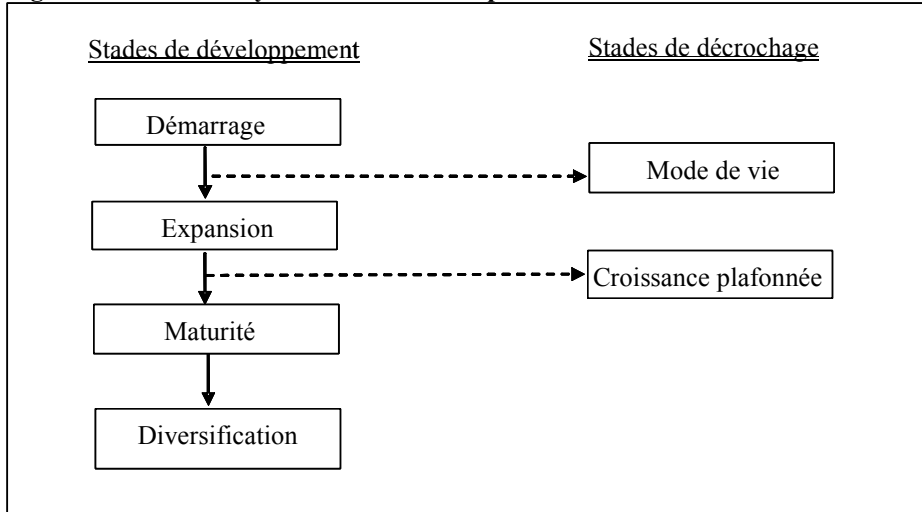 Stades de développement
Stades de décrochage
Démarrage
Mode de vie
Expansion
Croissance plafonnée
Maturité
Diversification